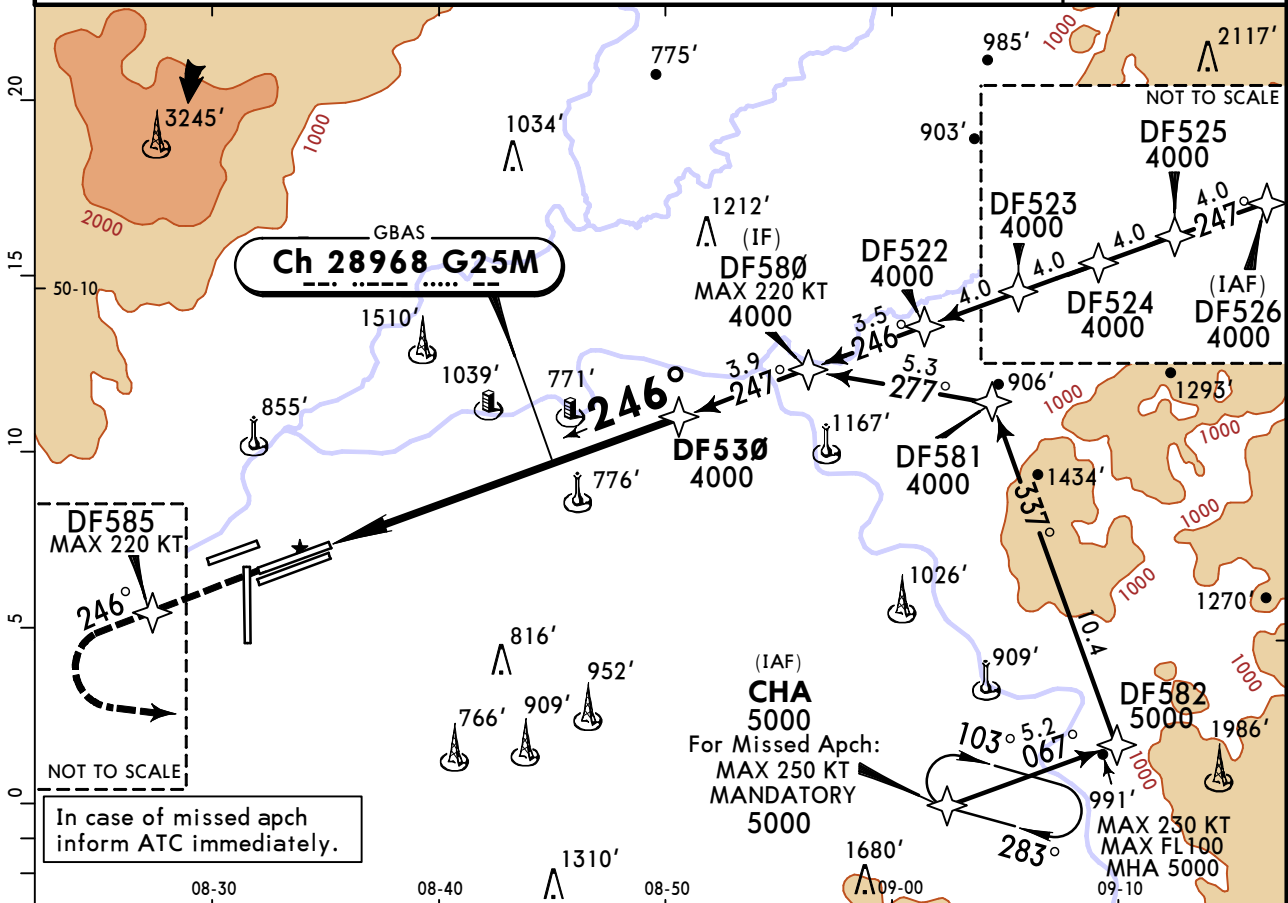 775'
985'
1000
2117'
20
3245'
1000
1034'
903'
NOT TO SCALE
DF525
4000
2000
DF523
4000
4.0
247°
GBAS
Ch 28968 G25M
1212'
(IF)
DF58Ø
MAX 220 KT
4000
DF522
4000
4.0
4.0
4.0
DF524
4000
(IAF)
DF526
4000
15
50-10
1510'
3.5
246°
3.9
247°
5.3
277°
1039'
771'
246°
906'
1293'
1000
1000
855'
10
DF53Ø
4000
1167'
DF581
4000
776'
1434'
337°
1000
DF585
MAX 220 KT
246°
1026'
1000
1270'
10.4
5
816'
952'
909'
766'
909'
1000
(IAF)
CHA
5000
For Missed Apch:
MAX 250 KT
MANDATORY
5000
DF582
5000
103°
5.2
067°
1986'
1000
NOT TO SCALE
0
In case of missed apch
inform ATC immediately.
283°
991'
MAX 230 KT
MAX FL100
MHA 5000
1310'
1680'
08-30
08-40
08-50
09-00
09-10